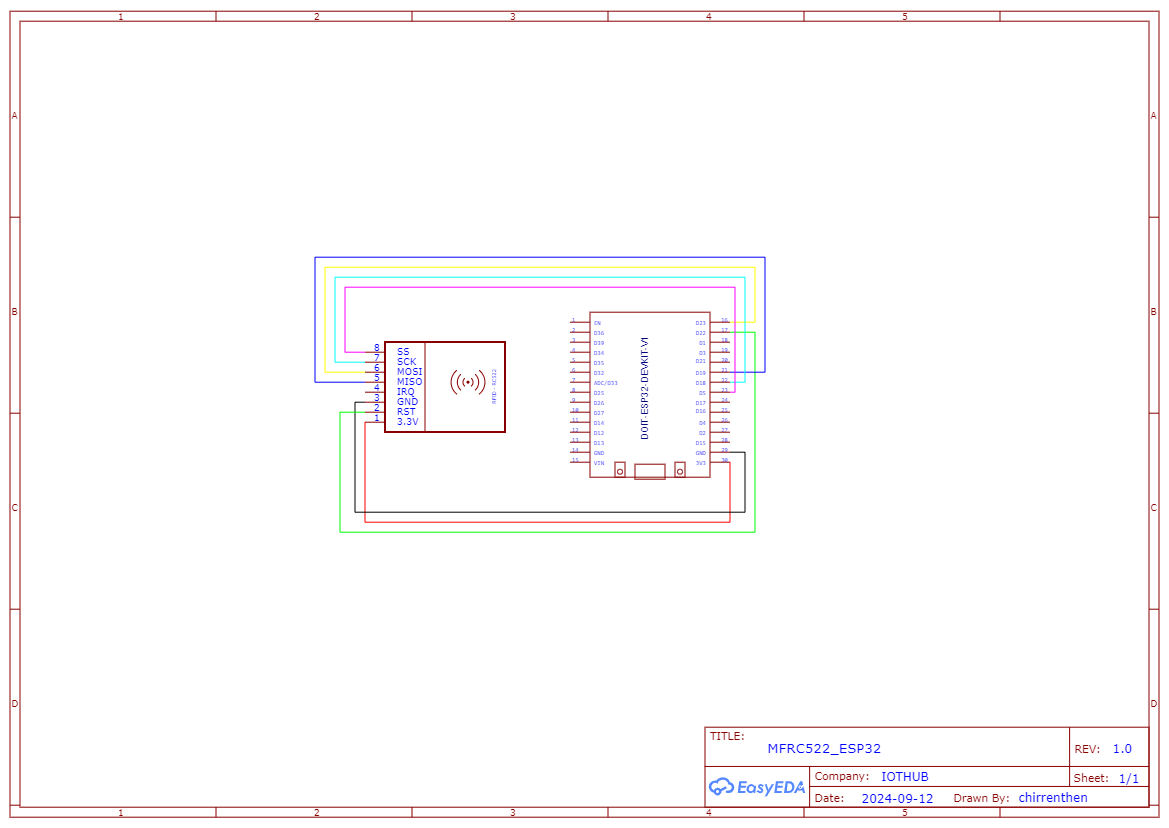 1 2 3 4 5
A A
B B
C C
D D
8 SS
7 SCK
6 MOSI
5 MISO
4 IRQ
3 GND
2 RST
1 3.3V
RFID-RC522
DOIT-ESP32-DEVKIT-V1
1 EN
2 D36
3 D39
4 D34
5 D35
6 D32
7 ADC/D33
8 D25
9 D26
10 D27
11 D14
12 D12
13 D13
14 GND
15 VIN
D23 16
D22 17
D1 18
D3 19
D21 20
D19 21
D18 22
D5 23
D17 24
D16 25
D4 26
D2 27
D15 28
GND 29
3V3 30
TITLE:
MFRC522_ESP32
REV: 1.0
EasyEDA
Company: IOTHUB
Sheet: 1/1
Date: 2024-09-12 Drawn By: chirrenthen
1 2 3 4 5